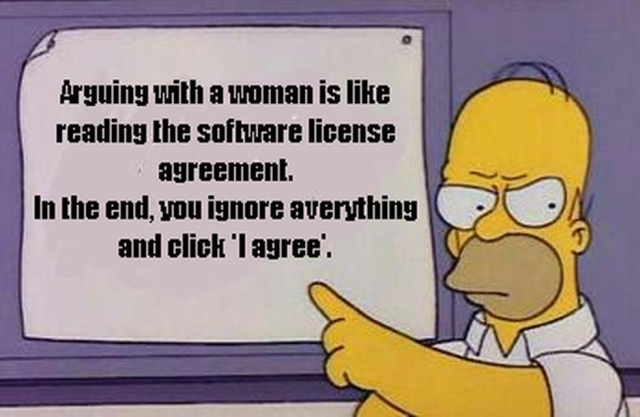 Arguing with a woman is like
reading the software license
agreement.
In the end, you ignore averything
and click 'I agree'.